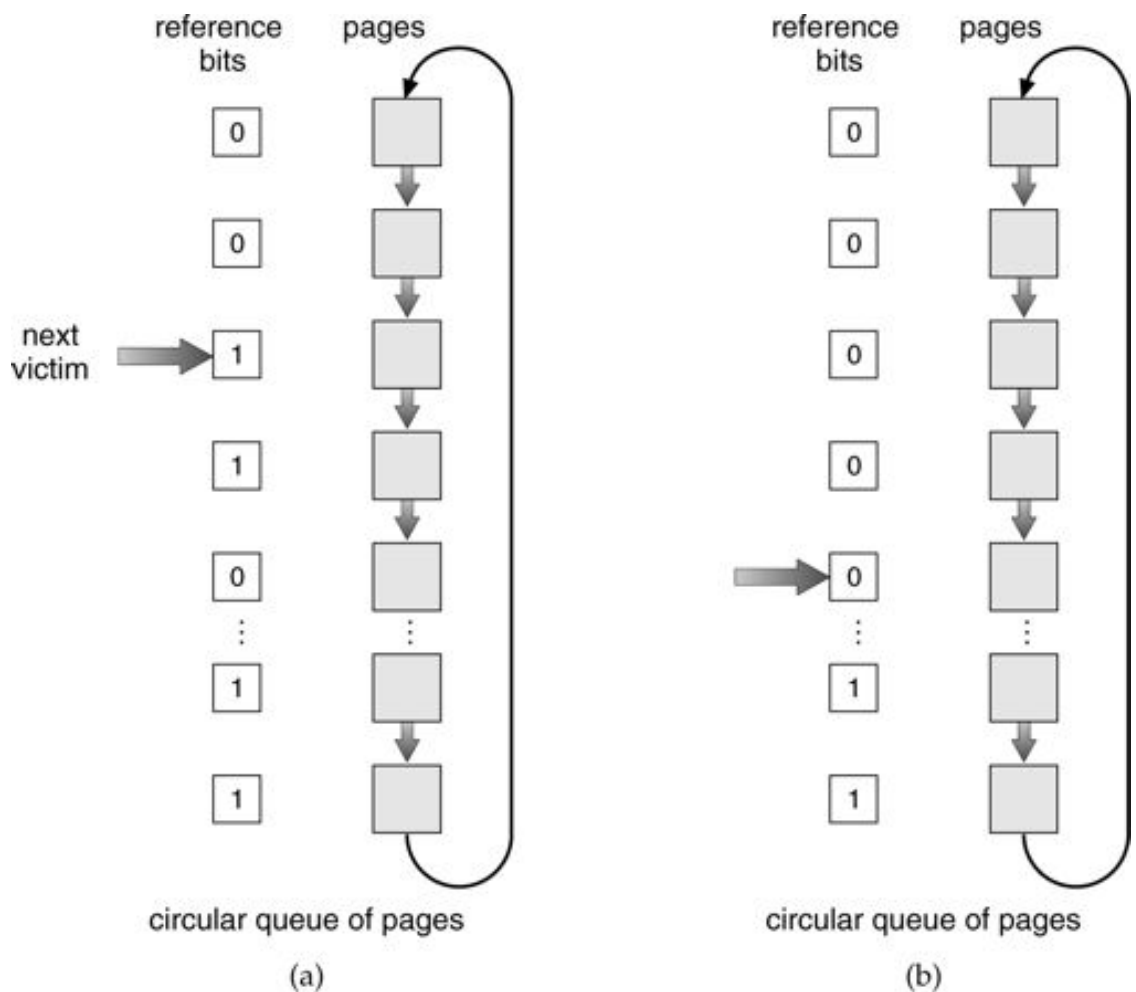 reference bits
pages
0
0
next victim
1
1
0
⋮
⋮
1
1
circular queue of pages
(a)
reference bits
pages
0
0
0
0
0
⋮
⋮
1
1
circular queue of pages
(b)